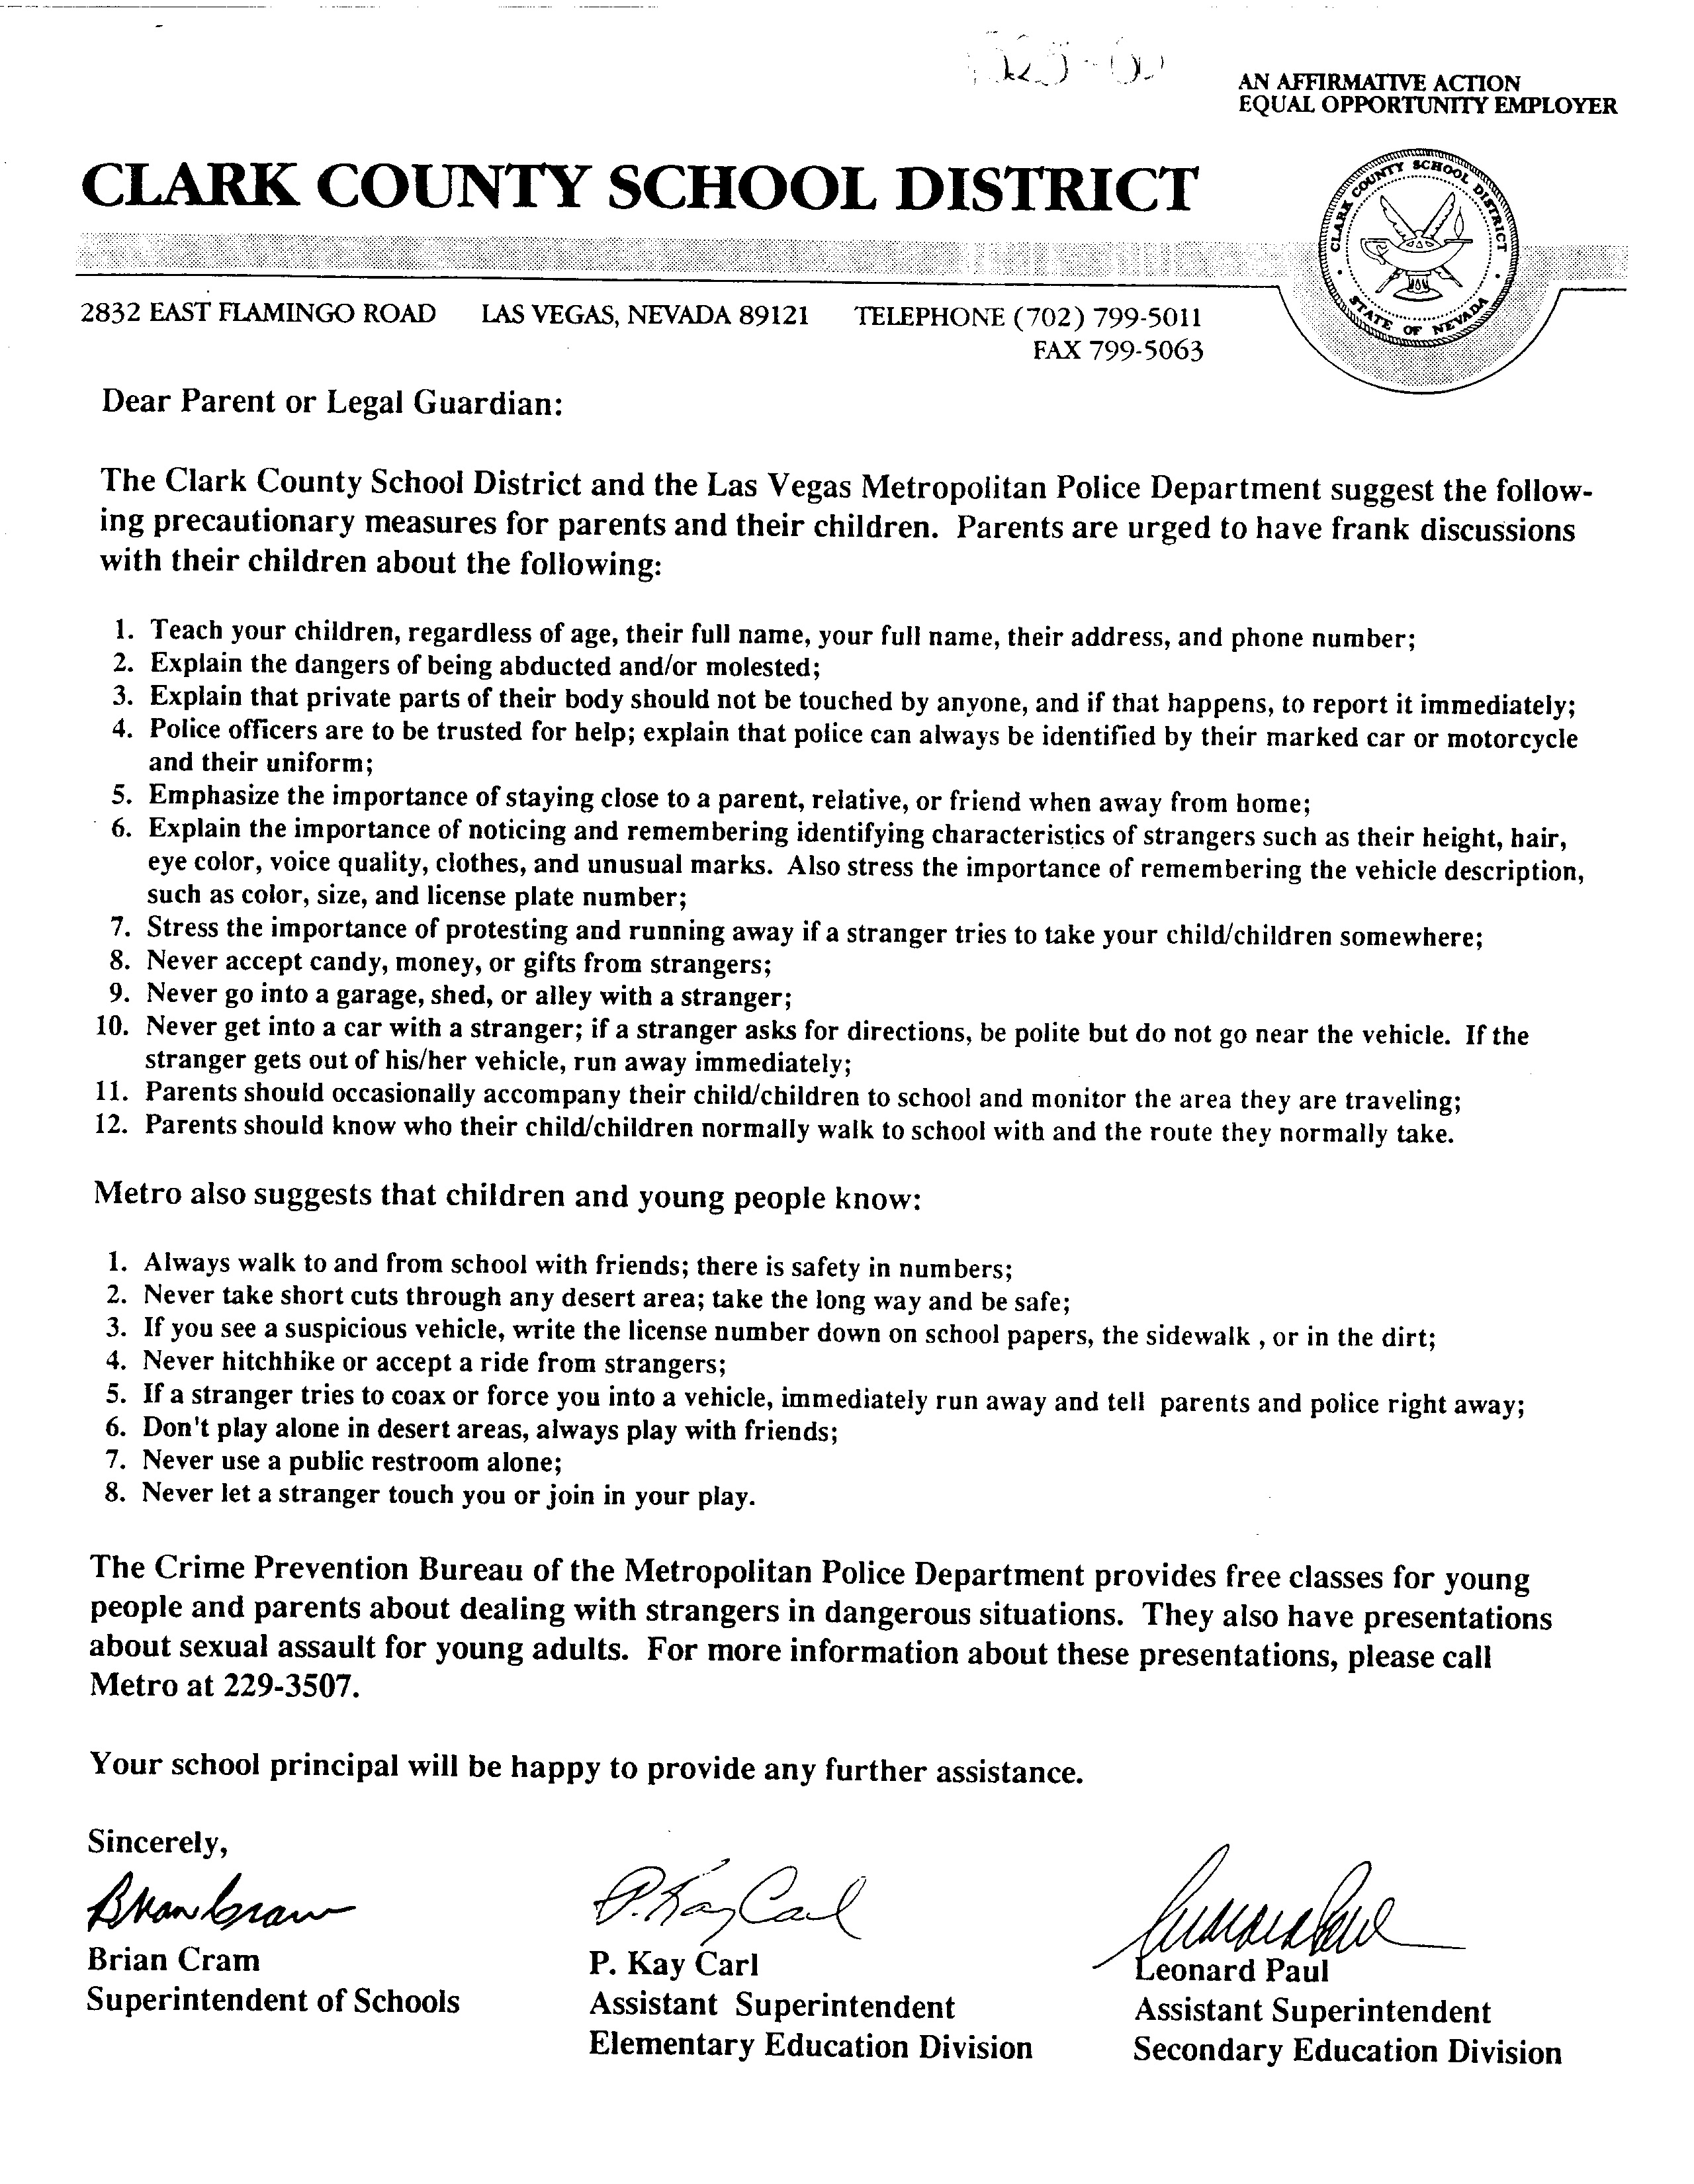 AN AFFIRMATIVE ACTION
EQUAL OPPORTUNITY EMPLOYER
CLARK COUNTY SCHOOL DISTRICT
CLARK COUNTY SCHOOL DISTRICT
STATE OF NEVADA
2832 EAST FLAMINGO ROAD LAS VEGAS, NEVADA 89121 TELEPHONE (702) 799-5011
FAX 799-5063
Dear Parent or Legal Guardian:
The Clark County School District and the Las Vegas Metropolitan Police Department suggest the follow-
ing precautionary measures for parents and their children. Parents are urged to have frank discussions
with their children about the following:
1. Teach your children, regardless of age, their full name, your full name, their address, and phone number;
2. Explain the dangers of being abducted and/or molested;
3. Explain that private parts of their body should not be touched by anyone, and if that happens, to report it immediately;
4. Police officers are to be trusted for help; explain that police can always be identified by their marked car or motorcycle
and their uniform;
5. Emphasize the importance of staying close to a parent, relative, or friend when away from home;
6. Explain the importance of noticing and remembering identifying characteristics of strangers such as their height, hair,
eye color, voice quality, clothes, and unusual marks. Also stress the importance of remembering the vehicle description,
such as color, size, and license plate number;
7. Stress the importance of protesting and running away if a stranger tries to take your child/children somewhere;
8. Never accept candy, money, or gifts from strangers;
9. Never go into a garage, shed, or alley with a stranger;
10. Never get into a car with a stranger; if a stranger asks for directions, be polite but do not go near the vehicle. If the
stranger gets out of his/her vehicle, run away immediately;
11. Parents should occasionally accompany their child/children to school and monitor the area they are traveling;
12. Parents should know who their child/children normally walk to school with and the route they normally take.
Metro also suggests that children and young people know:
1. Always walk to and from school with friends; there is safety in numbers;
2. Never take short cuts through any desert area; take the long way and be safe;
3. If you see a suspicious vehicle, write the license number down on school papers, the sidewalk , or in the dirt;
4. Never hitchhike or accept a ride from strangers;
5. If a stranger tries to coax or force you into a vehicle, immediately run away and tell parents and police right away;
6. Don't play alone in desert areas, always play with friends;
7. Never use a public restroom alone;
8. Never let a stranger touch you or join in your play.
The Crime Prevention Bureau of the Metropolitan Police Department provides free classes for young
people and parents about dealing with strangers in dangerous situations. They also have presentations
about sexual assault for young adults. For more information about these presentations, please call
Metro at 229-3507.
Your school principal will be happy to provide any further assistance.
Sincerely,
Brian Cram P. Kay Carl
Brian Cram P. Kay Carl Leonard Paul
Superintendent of Schools Assistant Superintendent Assistant Superintendent
Elementary Education Division Secondary Education Division